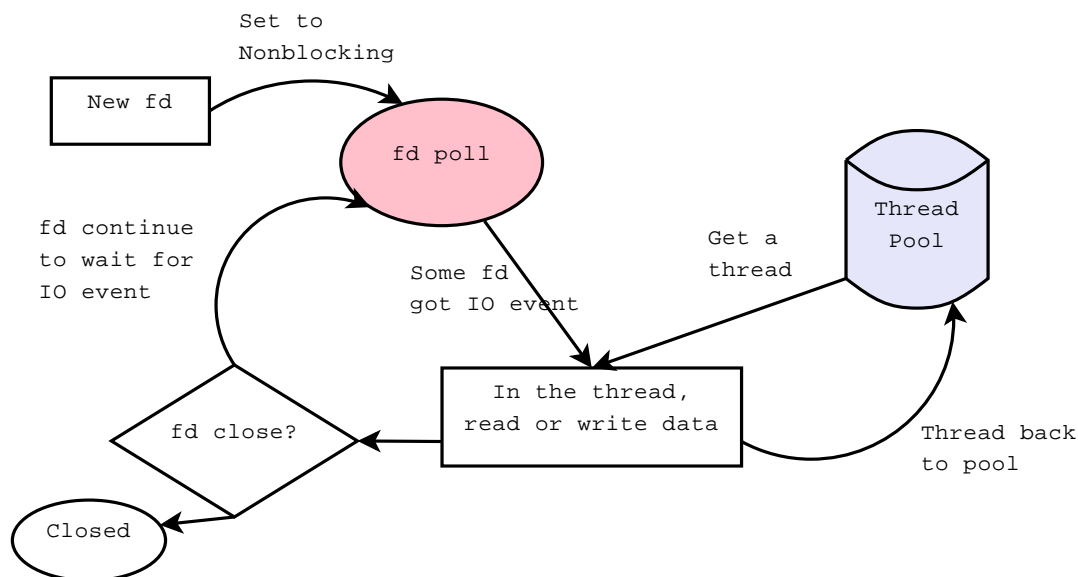 Set to
Nonblocking
New fd
fd poll
Thread
Pool
fd continue
to wait for
IO event
Get a
thread
Some fd
got IO event
In the thread,
read or write data
fd close?
Thread back
to pool
Closed